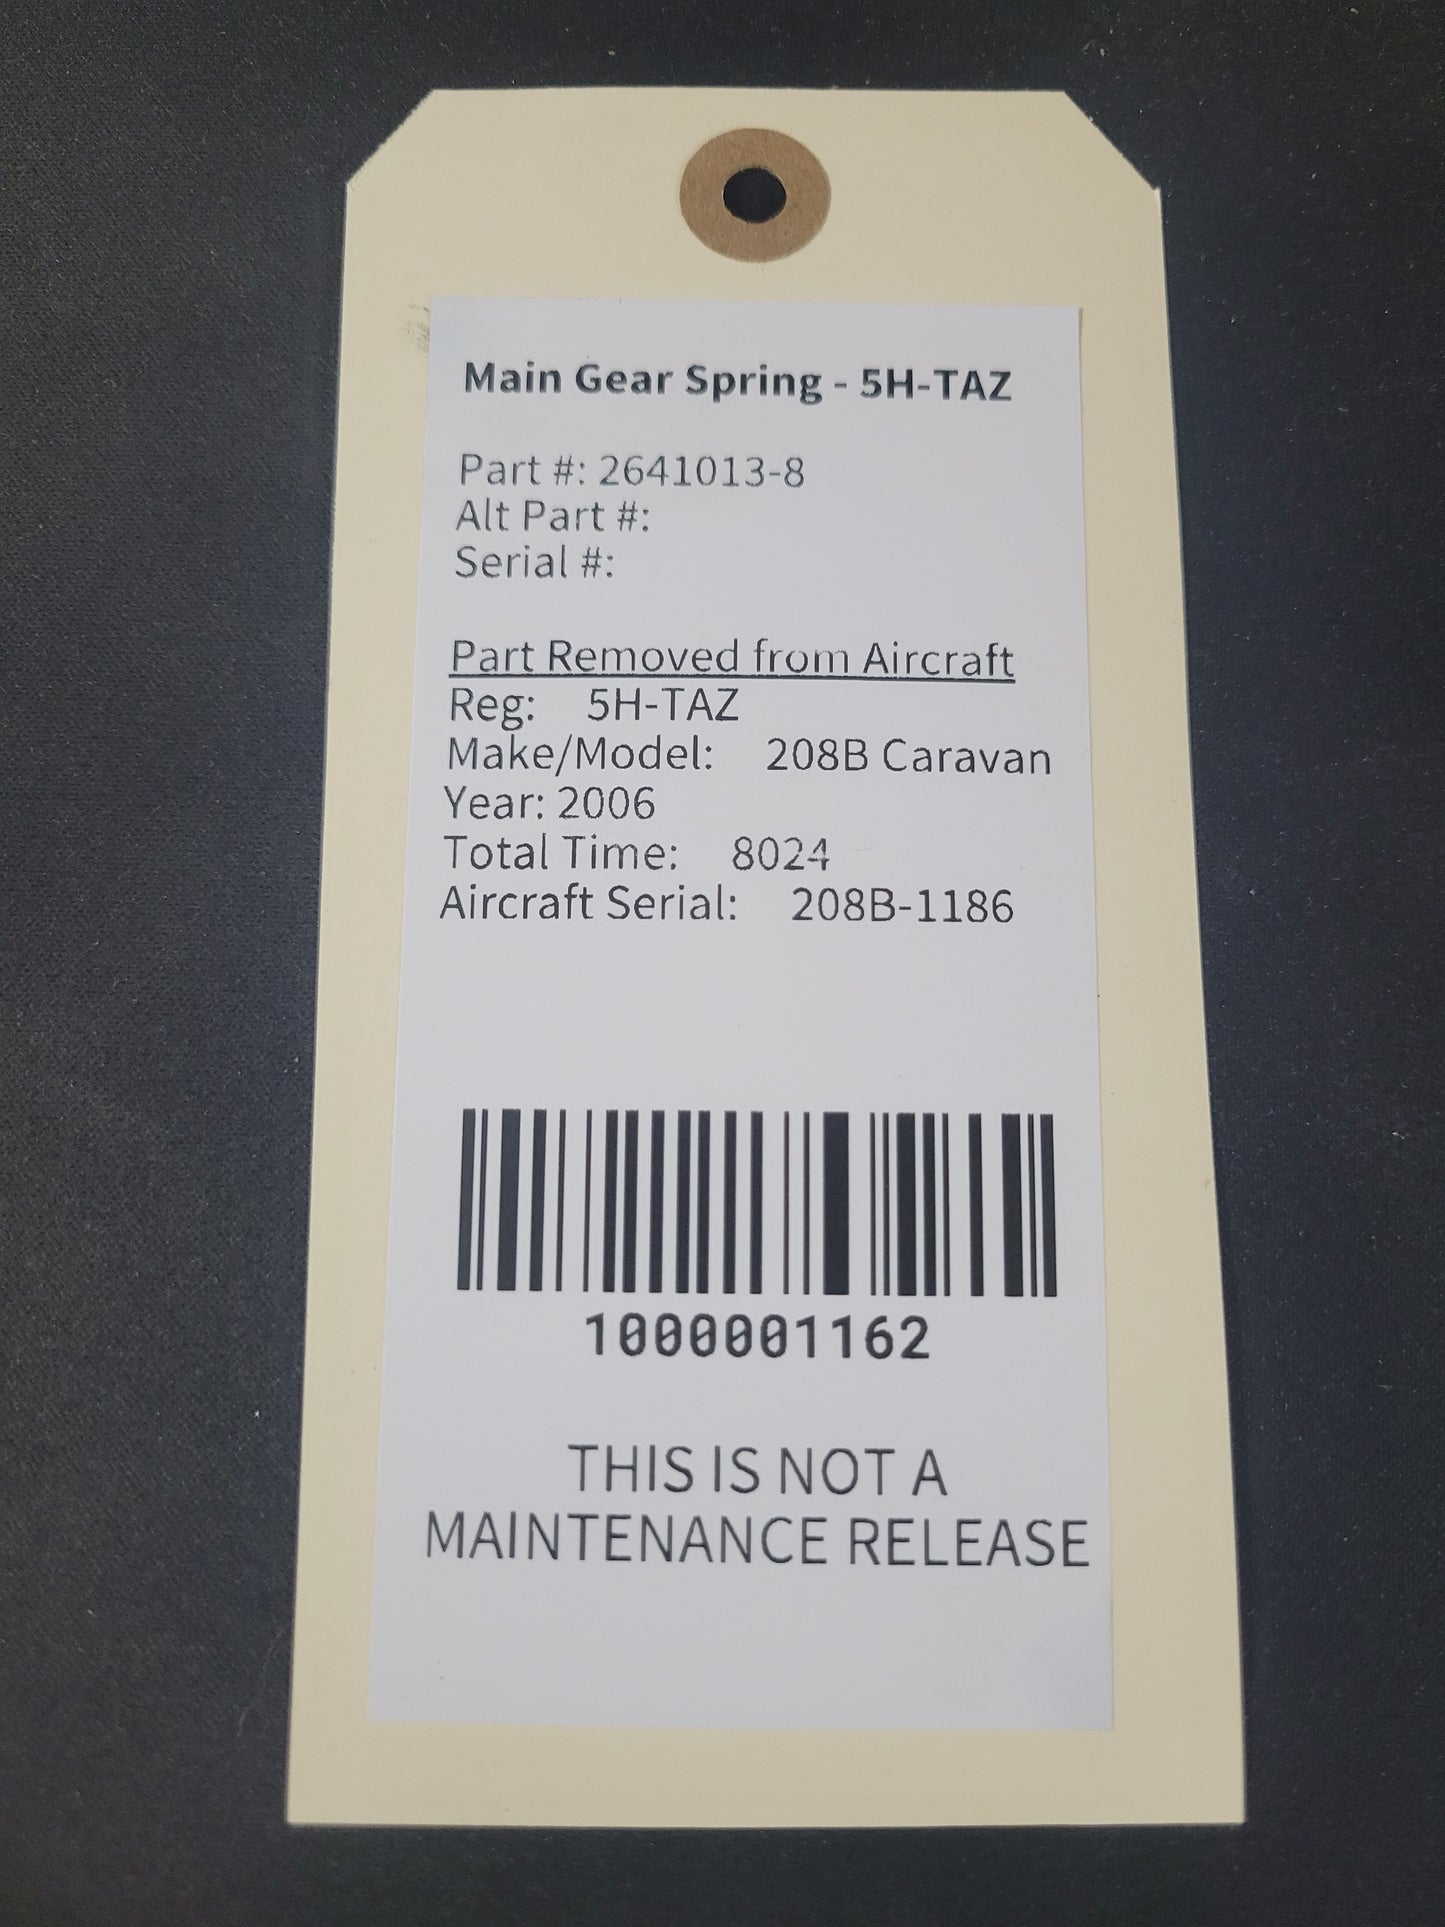 Main Gear Spring - 5H-TAZ
Part #: 2641013-8
Alt Part #:
Serial #:
Part Removed from Aircraft
Reg: 5H-TAZ
Make/Model: 208B Caravan
Year: 2006
Total Time: 8024
Aircraft Serial: 208B-1186
1000001162
THIS IS NOT A
MAINTENANCE RELEASE